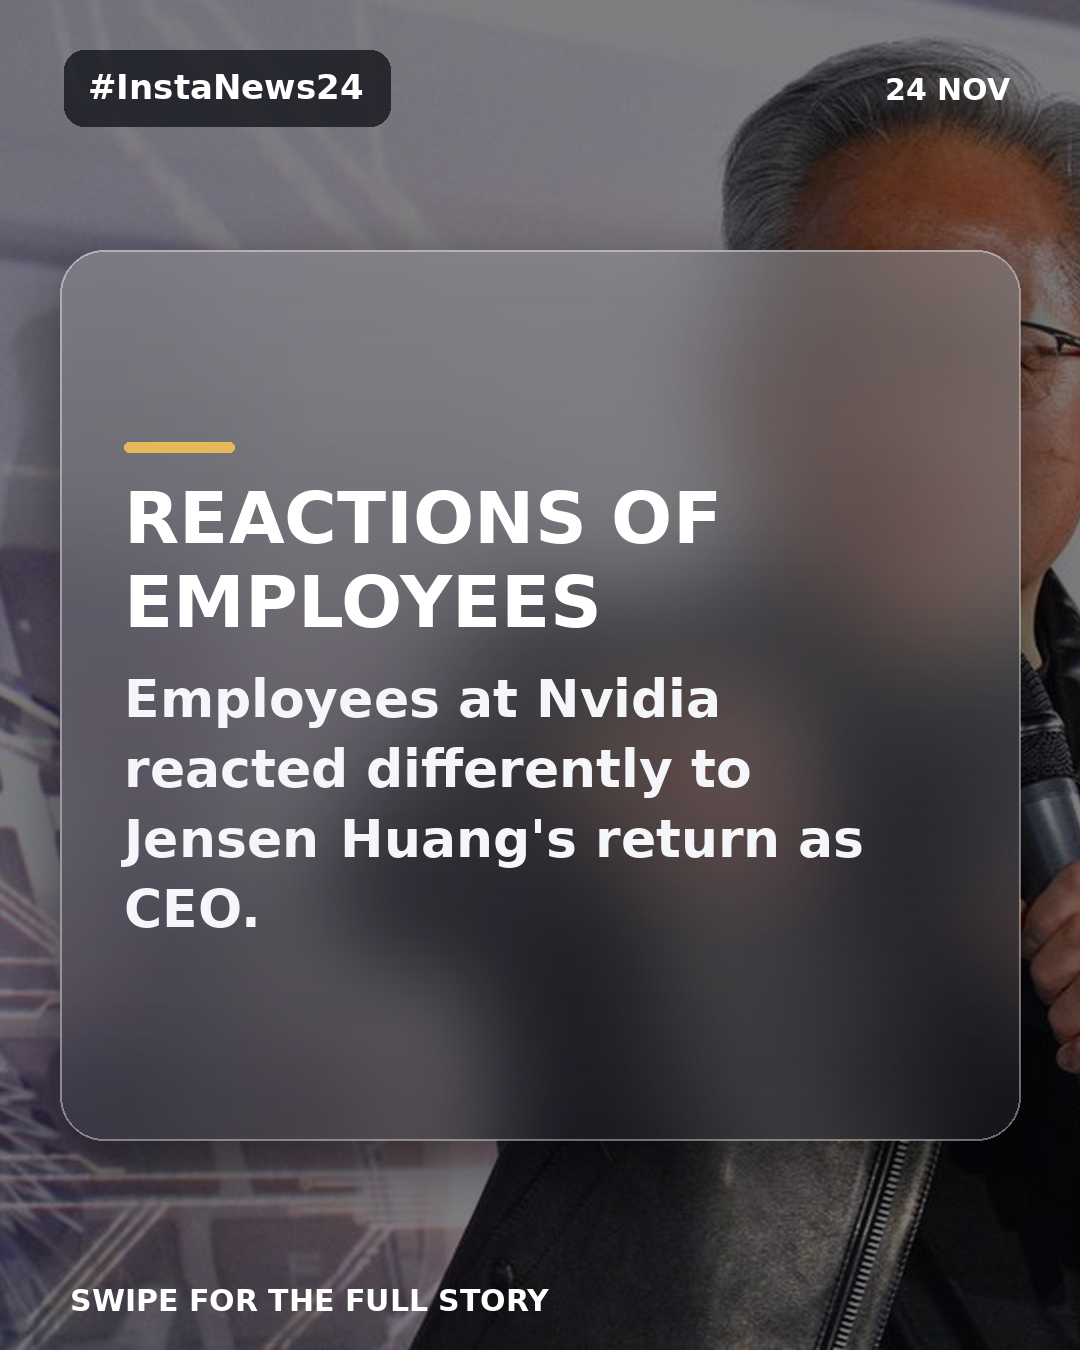 #InstaNews24
24 NOV
REACTIONS OF
EMPLOYEES
Employees at Nvidia
reacted differently to
Jensen Huang's return as
CEO.
SWIPE FOR THE FULL STORY